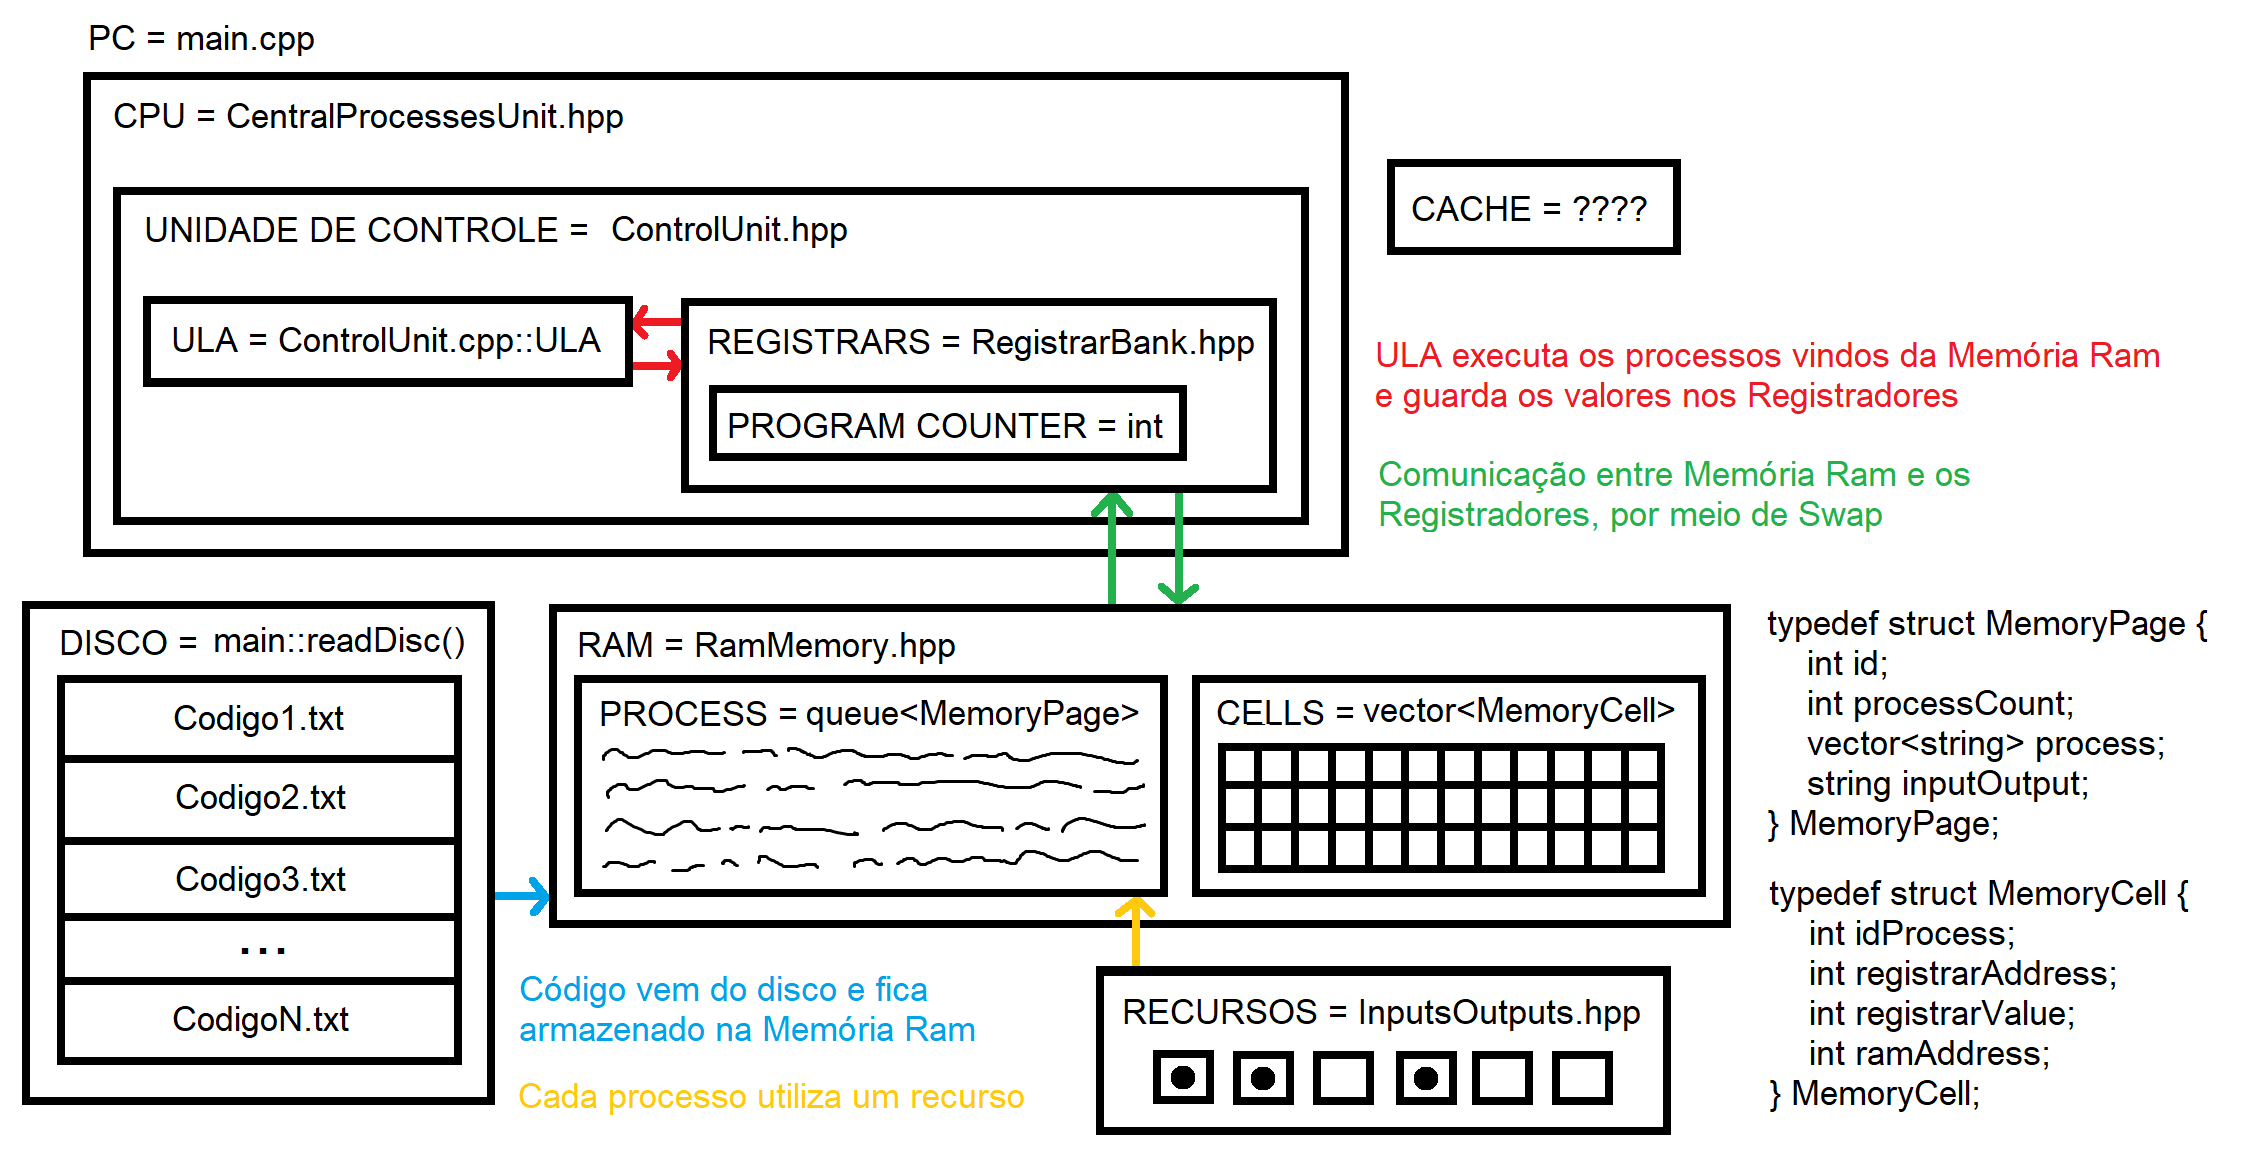 PC = main.cpp
CPU = CentralProcessesUnit.hpp
UNIDADE DE CONTROLE = ControlUnit.hpp
ULA = ControlUnit.cpp::ULA
REGISTRARS = RegistrarBank.hpp
PROGRAM COUNTER = int
CACHE = ????
ULA executa os processos vindos da Memória Ram
e guarda os valores nos Registradores
Comunicação entre Memória Ram e os
Registradores, por meio de Swap
DISCO = main::readDisc()
Codigo1.txt
Codigo2.txt
Codigo3.txt
...
CodigoN.txt
RAM = RamMemory.hpp
PROCESS = queue<MemoryPage>
CELLS = vector<MemoryCell>
Código vem do disco e fica
armazenado na Memória Ram
Cada processo utiliza um recurso
RECURSOS = InputsOutputs.hpp
typedef struct MemoryPage {
int id;
int processCount;
vector<string> process;
string inputOutput;
} MemoryPage;
typedef struct MemoryCell {
int idProcess;
int registrarAddress;
int registrarValue;
int ramAddress;
} MemoryCell;